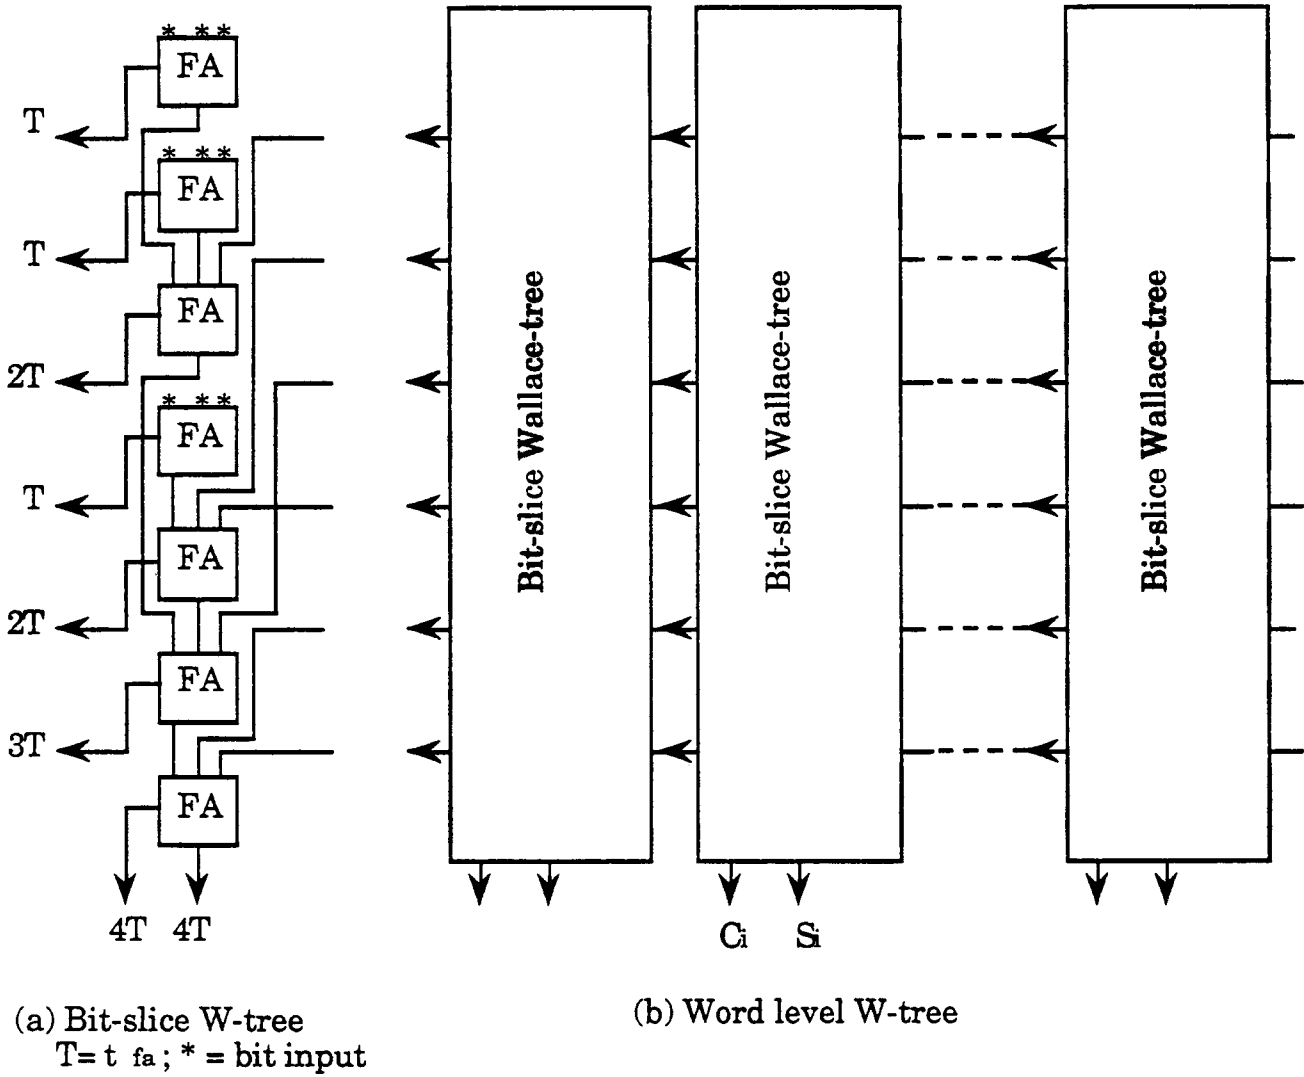 * * *
FA
T
* * *
FA
T
FA
2T
* * *
FA
T
FA
2T
FA
3T
FA
4T 4T
Bit-slice Wallace-tree
Bit-slice Wallace-tree
Bit-slice Wallace-tree
Ci Si
(a) Bit-slice W-tree
T= t fa; * = bit input
(b) Word level W-tree